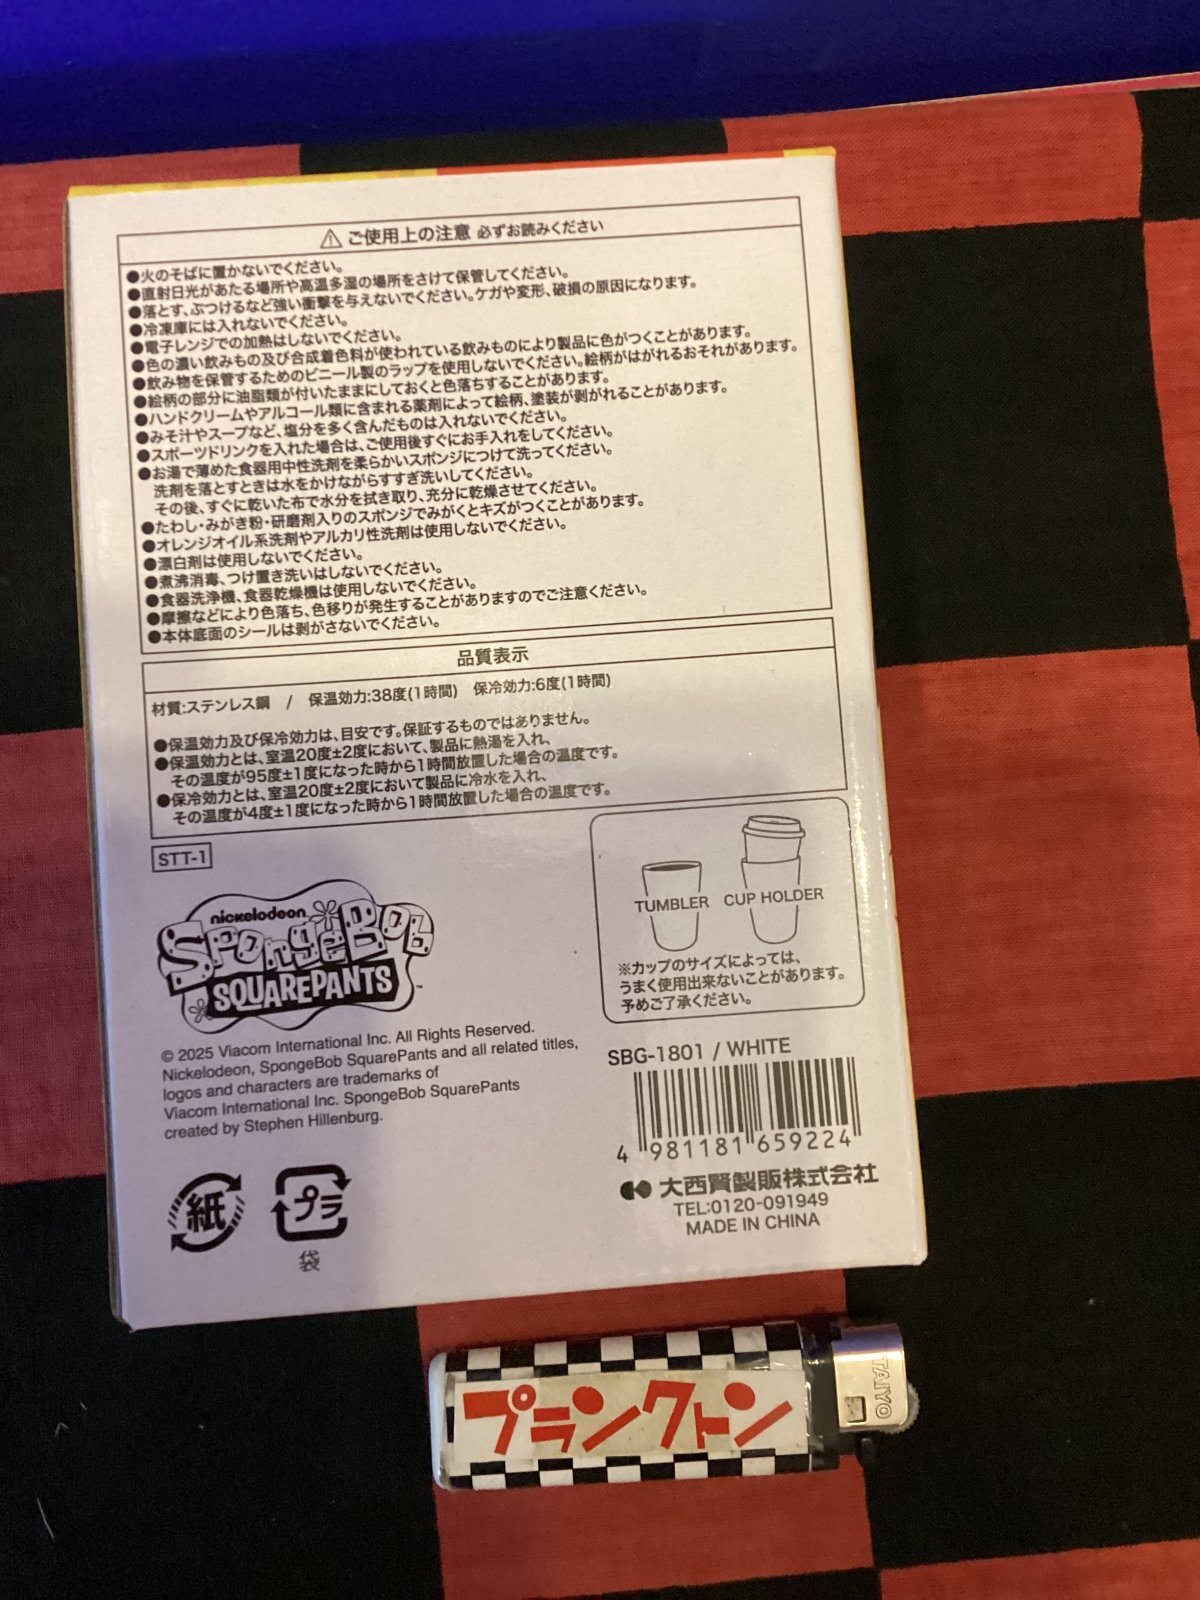 ⚠ ご使用上の注意 必ずお読みください
●火のそばに置かないでください。
●直射日光があたる場所や高温多湿の場所をさけて保管してください。
●落とす、ぶつけるなど強い衝撃を与えないでください。ケガや変形、破損の原因になります。
●冷凍庫には入れないでください。
●電子レンジでの加熱はしないでください。
●色の濃い飲みもの及び合成着色料が使われている飲みものにより製品に色がつくことがあります。
●飲み物を保管するためのビニール製のラップを使用しないでください。絵柄がはがれるおそれがあります。
●絵柄の部分に油脂類が付いたままにしておくと色落ちすることがあります。
●ハンドクリームやアルコール類に含まれる薬剤によって絵柄、塗装が剥がれることがあります。
●みそ汁やスープなど、塩分を多く含んだものは入れないでください。
●スポーツドリンクを入れた場合は、ご使用後すぐにお手入れをしてください。
●お湯で薄めた食器用中性洗剤を柔らかいスポンジにつけて洗ってください。
洗剤を落とすときは水をかけながらすすぎ洗いしてください。
その後、すぐに乾いた布で水分を拭き取り、充分に乾燥させてください。
●たわし・みがき粉・研磨剤入りのスポンジでみがくとキズがつくことがあります。
●オレンジオイル系洗剤やアルカリ性洗剤は使用しないでください。
●漂白剤は使用しないでください。
●煮沸消毒、つけ置き洗いはしないでください。
●食器洗浄機、食器乾燥機は使用しないでください。
●摩擦などにより色落ち、色移りが発生することがありますのでご注意ください。
●本体底面のシールは剥がさないでください。
品質表示
材質:ステンレス鋼 / 保温効力:38度(1時間) 保冷効力:6度(1時間)
●保温効力及び保冷効力は、目安です。保証するものではありません。
●保温効力とは、室温20度±2度において、製品に熱湯を入れ、
その温度が95度±1度になった時から1時間放置した場合の温度です。
●保冷効力とは、室温20度±2度において製品に冷水を入れ、
その温度が4度±1度になった時から1時間放置した場合の温度です。
STT-1
nickelodeon
SpongeBob
SQUAREPANTS ™
© 2025 Viacom International Inc. All Rights Reserved.
Nickelodeon, SpongeBob SquarePants and all related titles,
logos and characters are trademarks of
Viacom International Inc. SpongeBob SquarePants
created by Stephen Hillenburg.
紙
プラ
袋
TUMBLER CUP HOLDER
※カップのサイズによっては、
うまく使用出来ないことがあります。
予めご了承ください。
SBG-1801 / WHITE
4 981181 659224
大西賢製販株式会社
TEL:0120-091949
MADE IN CHINA
プランクトン
TAIYO